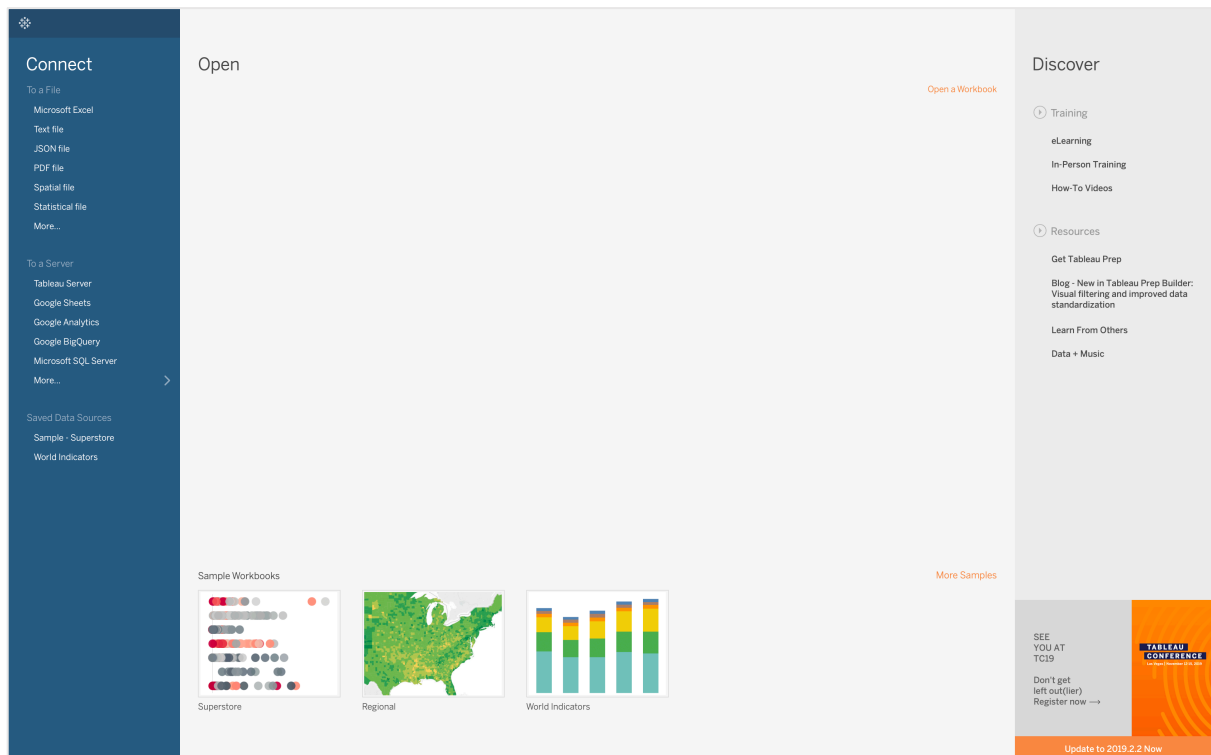 Connect
To a File
Microsoft Excel
Text file
JSON file
PDF file
Spatial file
Statistical file
More...
To a Server
Tableau Server
Google Sheets
Google Analytics
Google BigQuery
Microsoft SQL Server
More...
Saved Data Sources
Sample - Superstore
World Indicators
Open
Open a Workbook
Sample Workbooks
More Samples
Superstore
Regional
World Indicators
Discover
Training
eLearning
In-Person Training
How-To Videos
Resources
Get Tableau Prep
Blog - New in Tableau Prep Builder:
Visual filtering and improved data
standardization
Learn From Others
Data + Music
SEE
YOU AT
TC19
Don't get
left out(lier)
Register now →
TABLEAU
CONFERENCE
Update to 2019.2.2 Now